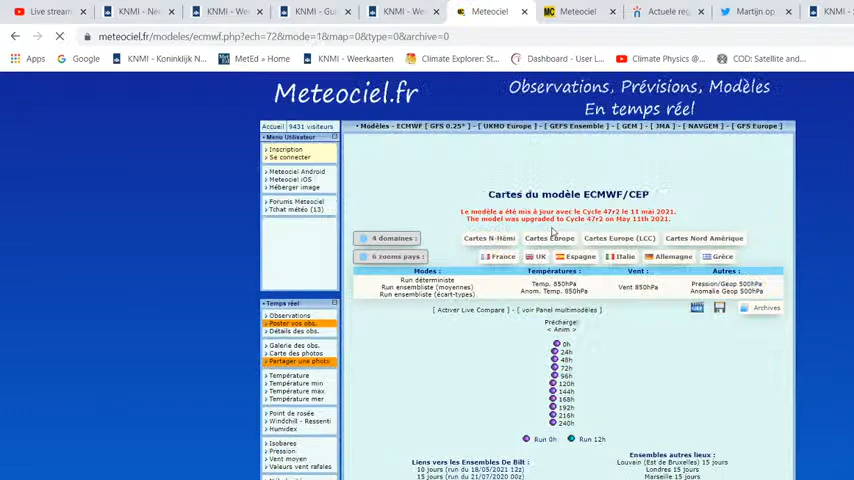 Live stream
KNMI - Ne
KNMI - We
KNMI - Gui
KNMI - We
Meteociel
Meteociel
Actuele reg
Martijn op
KNMI
meteociel.fr/modeles/ecmwf.php?ech=72&mode=1&map=0&type=0&archive=0
Apps
Google
KNMI - Koninklijk N...
KNMI - Weerkaarten
MetEd » Home
Climate Explorer: St...
Dashboard - User L...
Climate Physics @...
COD: Satellite and...
Meteociel.fr
Observations, Prévisions, Modèles
En temps réel
Accueil
9431 visiteurs
• Modèles - ECMWF [ GFS 0.25° ] - [ UKMO Europe ] - [ GEFS Ensemble ] - [ GEM ] - [ JMA ] - [ NAVGEM ] - [ GFS Europe ]
• Menu Utilisateur
Inscription
Se connecter
Meteociel Android
Meteociel iOS
Héberger image
Forums Meteociel
Tchat météo (13)
Cartes du modèle ECMWF/CEP
Le modèle a été mis à jour avec le Cycle 47r2 le 11 mai 2021.
The model was upgraded to Cycle 47r2 on May 11th 2021.
4 domaines :
Cartes N-Hémi
Cartes Europe
Cartes Europe (LCC)
Cartes Nord Amérique
6 zooms pays :
France
UK
Espagne
Italie
Allemagne
Grèce
Modes :
Températures :
Vent :
Autres :
Run déterministe
Run ensembliste (moyennes)
Run ensembliste (écart-types)
Temp. 850hPa
Anom. Temp. 850hPa
Vent 850hPa
Pression/Geop 500hPa
Anomalie Geop 500hPa
[ Activer Live Compare ] - [ voir Panel multimodèles ]
Archives
Précharge:
< Anim >
0h
24h
48h
72h
96h
120h
144h
168h
192h
216h
240h
Run 0h
Run 12h
• Temps réel
Observations
Poster vos obs.
Détails des obs.
Galerie des obs.
Carte des photos
Partager une photo
Température
Température min
Température max
Température mer
Point de rosée
Windchill - Ressenti
Humidex
Isobares
Pression
Vent moyen
Valeurs vent rafales
Liens vers les Ensembles De Bilt :
10 jours (run du 18/05/2021 12z)
15 jours (run du 21/07/2020 00z)
Ensembles autres lieux :
Louvain (Est de Bruxelles) 15 jours
Londres 15 jours
Marseille 15 jours